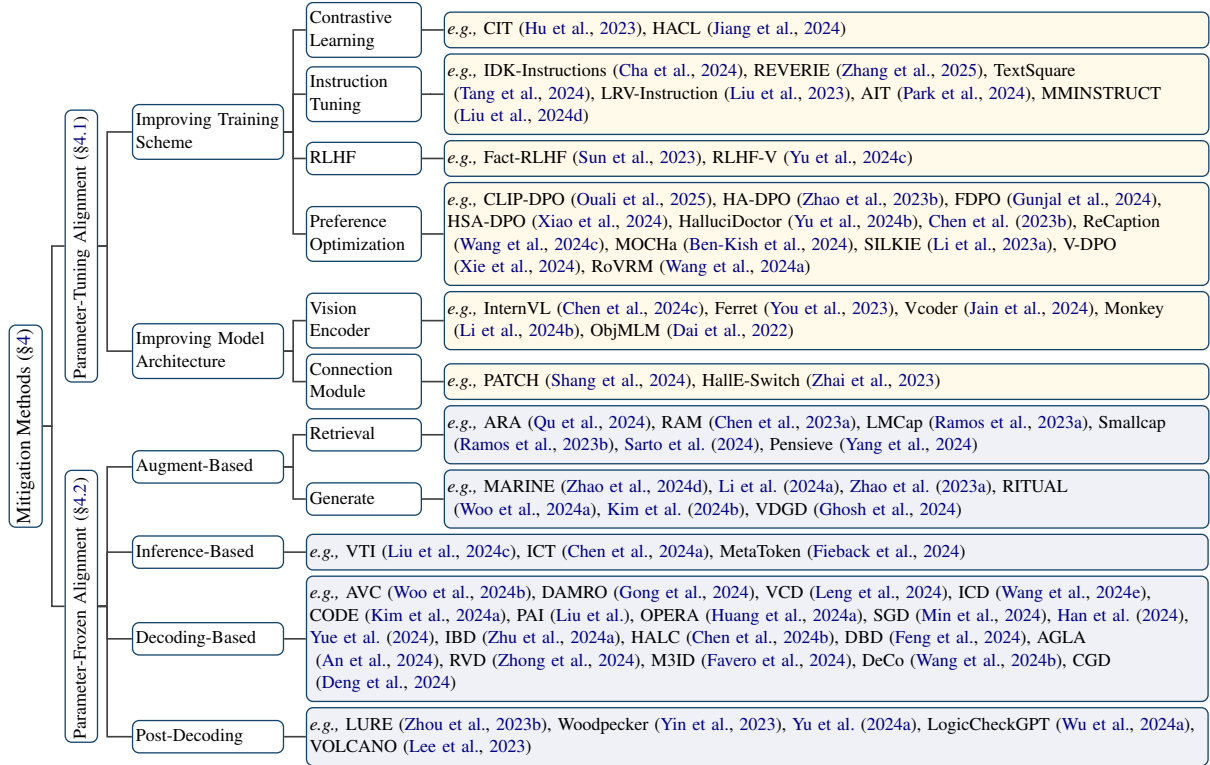 Mitigation Methods (§4)
Parameter-Tuning Alignment (§4.1)
Improving Training
Scheme
Contrastive
Learning
e.g., CIT (Hu et al., 2023), HACL (Jiang et al., 2024)
Instruction
Tuning
e.g., IDK-Instructions (Cha et al., 2024), REVERIE (Zhang et al., 2025), TextSquare
(Tang et al., 2024), LRV-Instruction (Liu et al., 2023), AIT (Park et al., 2024), MMINSTRUCT
(Liu et al., 2024d)
RLHF
e.g., Fact-RLHF (Sun et al., 2023), RLHF-V (Yu et al., 2024c)
Preference
Optimization
e.g., CLIP-DPO (Ouali et al., 2025), HA-DPO (Zhao et al., 2023b), FDPO (Gunjal et al., 2024),
HSA-DPO (Xiao et al., 2024), HalluciDoctor (Yu et al., 2024b), Chen et al. (2023b), ReCaption
(Wang et al., 2024c), MOCHa (Ben-Kish et al., 2024), SILKIE (Li et al., 2023a), V-DPO
(Xie et al., 2024), RoVRM (Wang et al., 2024a)
Improving Model
Architecture
Vision
Encoder
e.g., InternVL (Chen et al., 2024c), Ferret (You et al., 2023), Vcoder (Jain et al., 2024), Monkey
(Li et al., 2024b), ObjMLM (Dai et al., 2022)
Connection
Module
e.g., PATCH (Shang et al., 2024), HallE-Switch (Zhai et al., 2023)
Parameter-Frozen Alignment (§4.2)
Augment-Based
Retrieval
e.g., ARA (Qu et al., 2024), RAM (Chen et al., 2023a), LMCap (Ramos et al., 2023a), Smallcap
(Ramos et al., 2023b), Sarto et al. (2024), Pensieve (Yang et al., 2024)
Generate
e.g., MARINE (Zhao et al., 2024d), Li et al. (2024a), Zhao et al. (2023a), RITUAL
(Woo et al., 2024a), Kim et al. (2024b), VDGD (Ghosh et al., 2024)
Inference-Based
e.g., VTI (Liu et al., 2024c), ICT (Chen et al., 2024a), MetaToken (Fieback et al., 2024)
Decoding-Based
e.g., AVC (Woo et al., 2024b), DAMRO (Gong et al., 2024), VCD (Leng et al., 2024), ICD (Wang et al., 2024e),
CODE (Kim et al., 2024a), PAI (Liu et al.), OPERA (Huang et al., 2024a), SGD (Min et al., 2024), Han et al. (2024),
Yue et al. (2024), IBD (Zhu et al., 2024a), HALC (Chen et al., 2024b), DBD (Feng et al., 2024), AGLA
(An et al., 2024), RVD (Zhong et al., 2024), M3ID (Favero et al., 2024), DeCo (Wang et al., 2024b), CGD
(Deng et al., 2024)
Post-Decoding
e.g., LURE (Zhou et al., 2023b), Woodpecker (Yin et al., 2023), Yu et al. (2024a), LogicCheckGPT (Wu et al., 2024a),
VOLCANO (Lee et al., 2023)